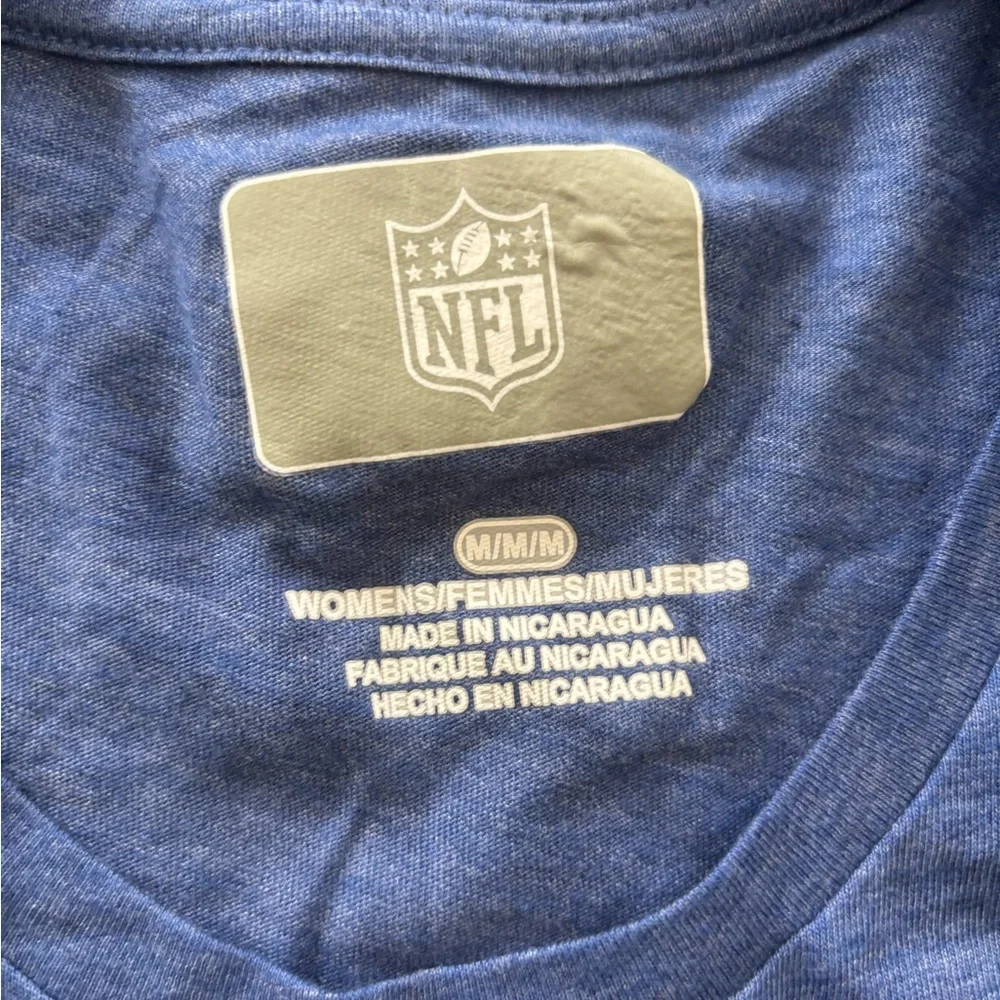 NFL
M/M/M
WOMENS/FEMMES/MUJERES
MADE IN NICARAGUA
FABRIQUE AU NICARAGUA
HECHO EN NICARAGUA